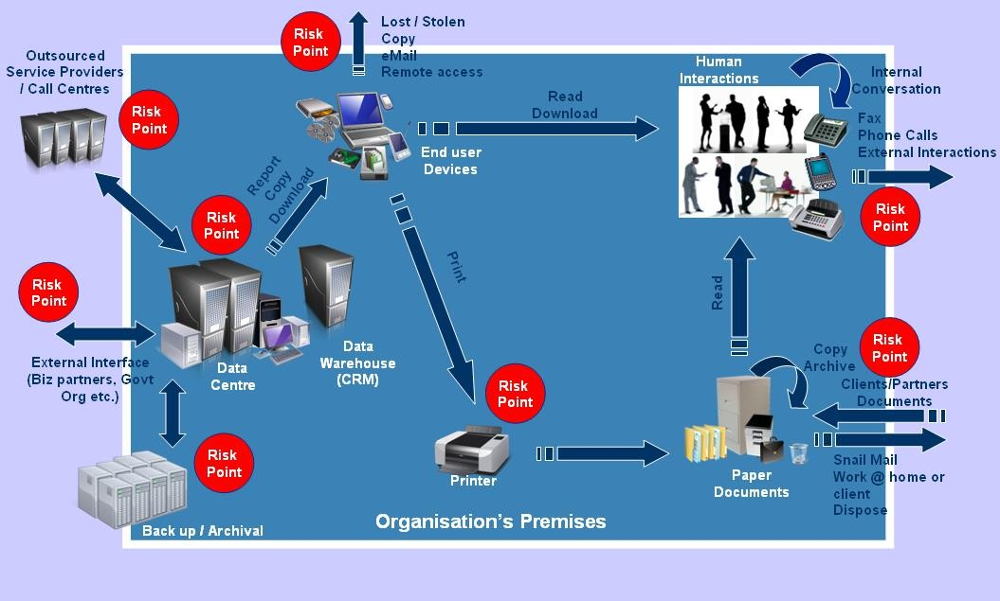 Risk
Point
Lost / Stolen
Copy
eMail
Remote access
Outsourced
Service Providers
/ Call Centres
Risk
Point
Human
Interactions
Internal
Conversation
Fax
Phone Calls
External Interactions
Risk
Point
Read
Download
End user
Devices
Report
Copy
Download
Risk
Point
Print
Risk
Point
External Interface
(Biz partners, Govt
Org etc.)
Data
Centre
Data
Warehouse
(CRM)
Read
Copy
Archive
Risk
Point
Clients/Partners
Documents
Risk
Point
Printer
Paper
Documents
Snail Mail
Work @ home or
client
Dispose
Risk
Point
Back up / Archival
Organisation's Premises